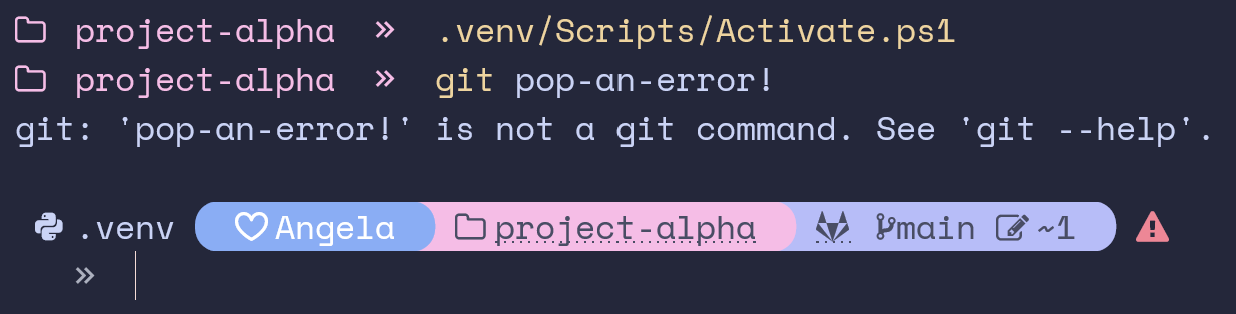 project-alpha » .venv/Scripts/Activate.ps1
project-alpha » git pop-an-error!
git: 'pop-an-error!' is not a git command. See 'git --help'.
.venv Angela project-alpha main ~1
»